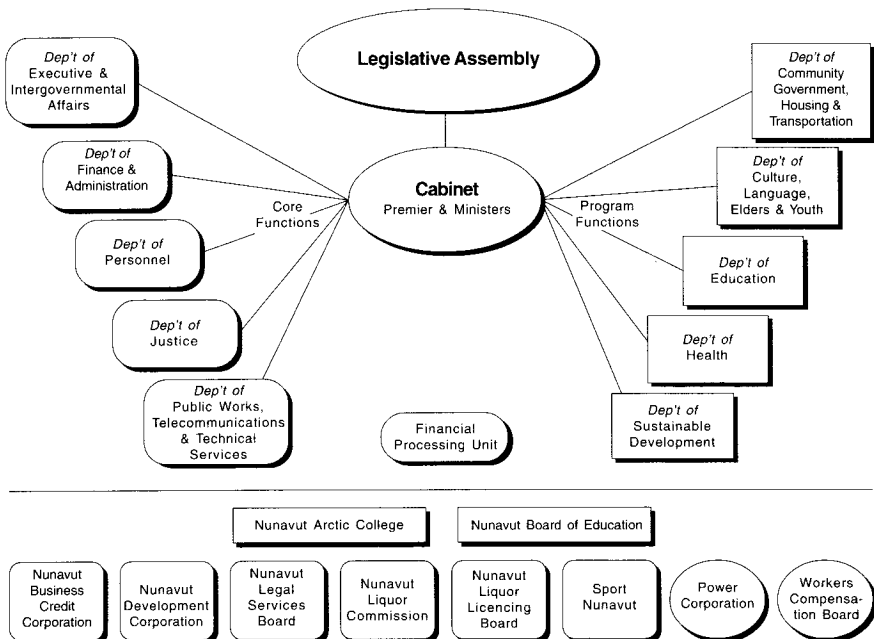 Legislative Assembly
Cabinet
Premier & Ministers
Core
Functions
Program
Functions
Dep't of
Executive &
Intergovernmental
Affairs
Dep't of
Finance &
Administration
Dep't of
Personnel
Dep't of
Justice
Dep't of
Public Works,
Telecommunications
& Technical
Services
Dep't of
Community
Government,
Housing &
Transportation
Dep't of
Culture,
Language,
Elders & Youth
Dep't of
Education
Dep't of
Health
Dep't of
Sustainable
Development
Financial
Processing Unit
Nunavut Arctic College
Nunavut Board of Education
Nunavut
Business
Credit
Corporation
Nunavut
Development
Corporation
Nunavut
Legal
Services
Board
Nunavut
Liquor
Commission
Nunavut
Liquor
Licencing
Board
Sport
Nunavut
Power
Corporation
Workers
Compensa-
tion Board